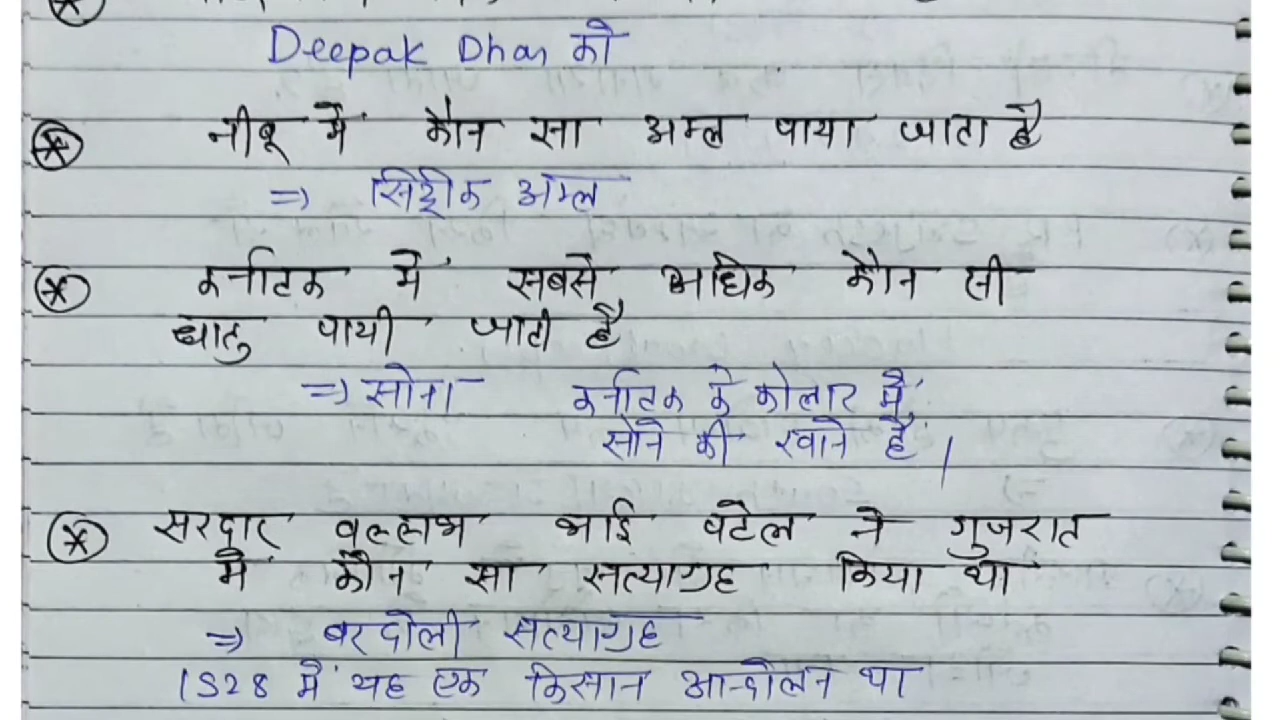 Deepak Dhar को
नीबू में कौन सा अम्ल पाया जाता है
=> सिट्रीक अम्ल
कर्नाटक में सबसे अधिक कौन सी
धातु पायी जाती है
=> सोना कर्नाटक के कोलार में
सोने की खाने है।
सरदार वल्लभ भाई पटेल ने गुजरात
में कौन सा सत्याग्रह किया था
=> बरदोली सत्याग्रह
1928 में यह एक किसान आन्दोलन था